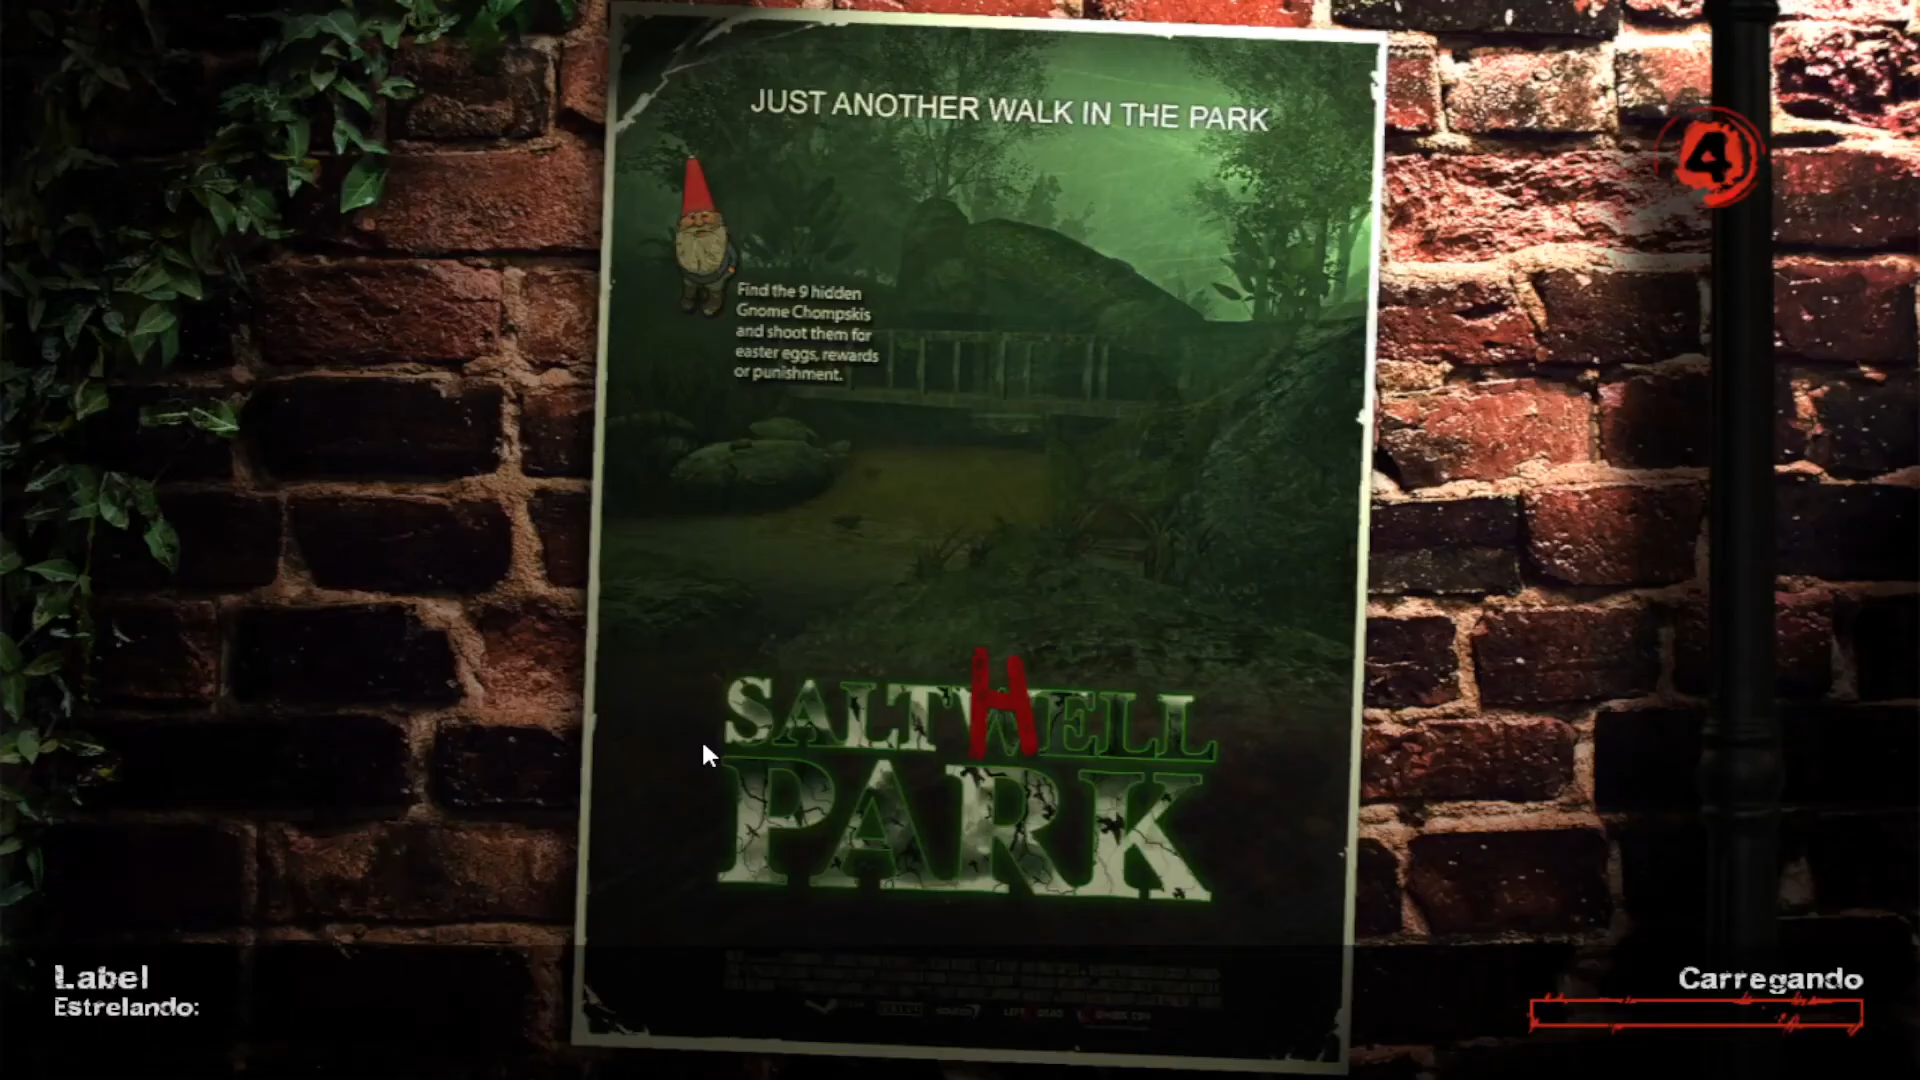 JUST ANOTHER WALK IN THE PARK
4
Find the 9 hidden
Gnome Chompskis
and shoot them for
easter eggs, rewards
or punishment.
SALTHELL
PARK
Label
Estrelando:
Carregando